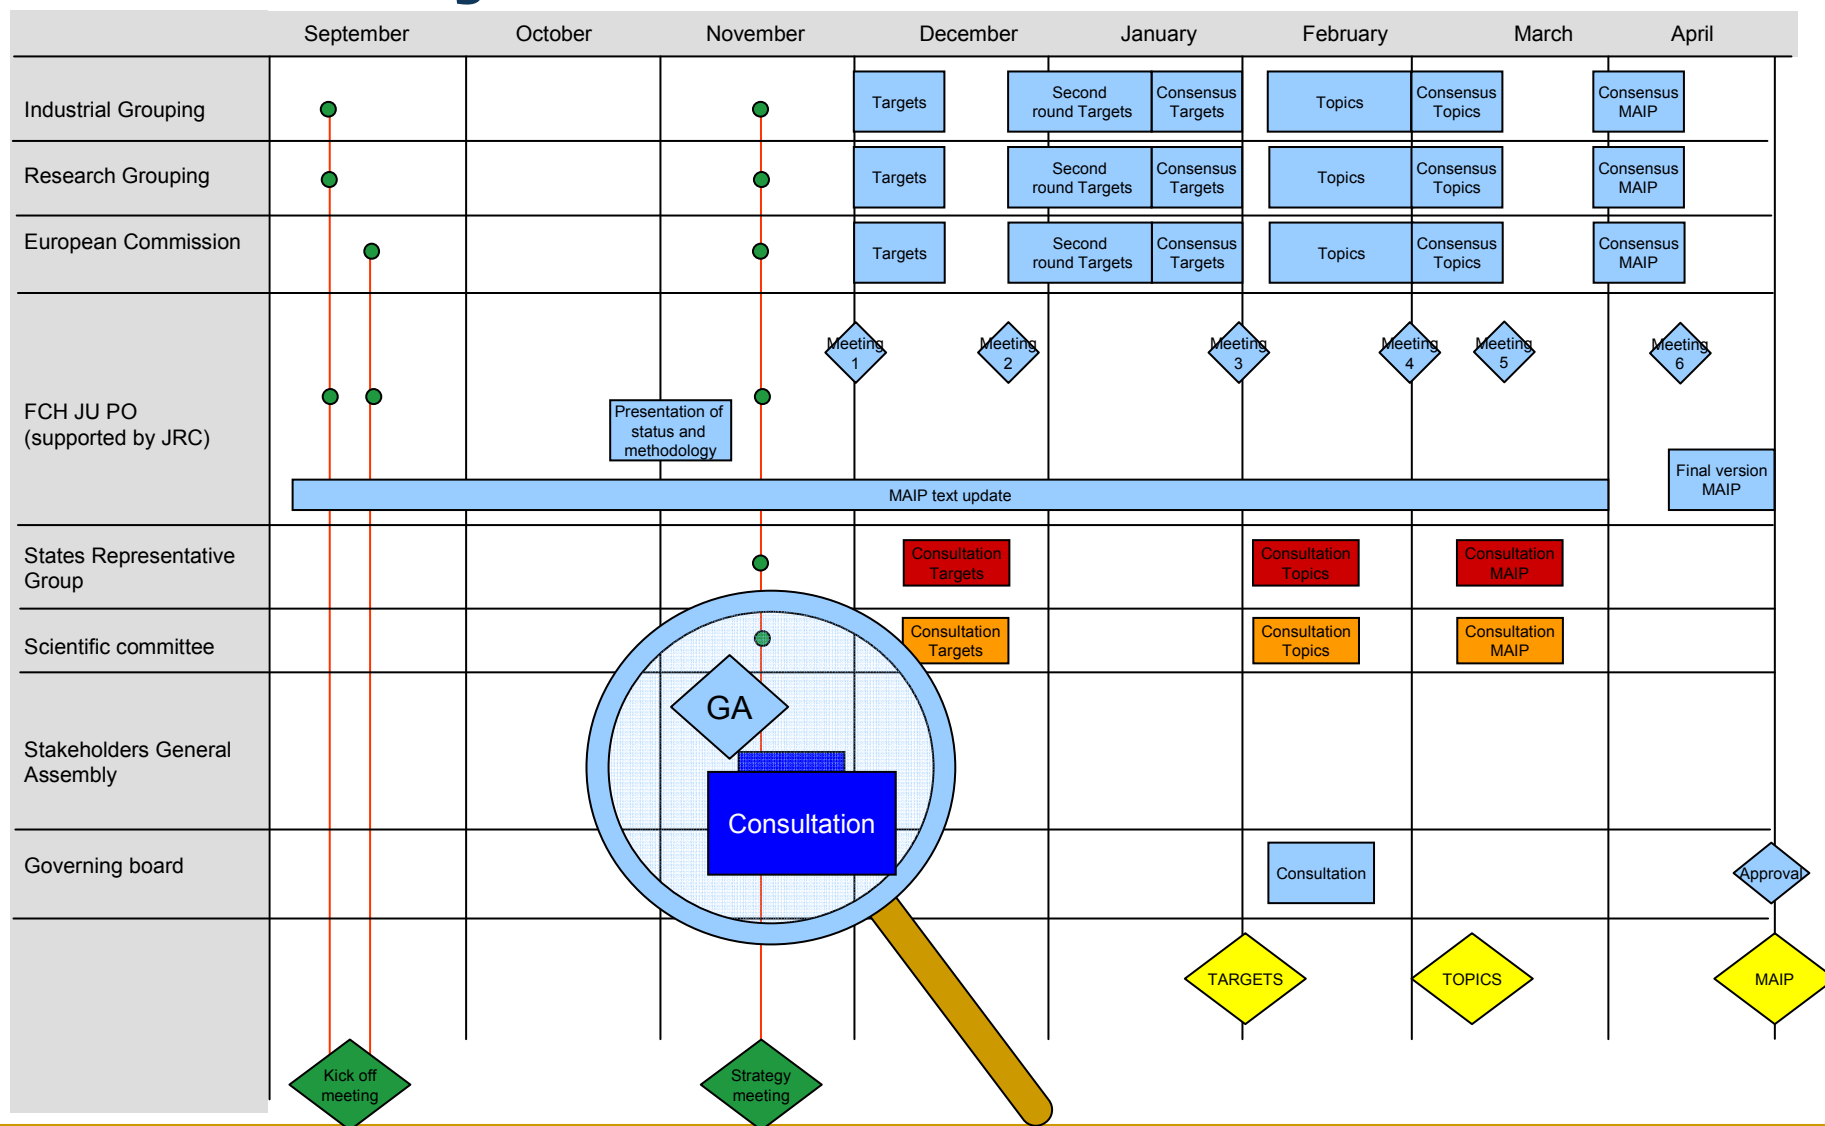 September October November December January February March April
Industrial Grouping
Targets
Second
round Targets
Consensus
Targets
Topics
Consensus
Topics
Consensus
MAIP
Research Grouping
Targets
Second
round Targets
Consensus
Targets
Topics
Consensus
Topics
Consensus
MAIP
European Commission
Targets
Second
round Targets
Consensus
Targets
Topics
Consensus
Topics
Consensus
MAIP
FCH JU PO
(supported by JRC)
Meeting
1
Meeting
2
Meeting
3
Meeting
4
Meeting
5
Meeting
6
Presentation of
status and
methodology
Final version
MAIP
MAIP text update
States Representative
Group
Consultation
Targets
Consultation
Topics
Consultation
MAIP
Scientific committee
Consultation
Targets
Consultation
Topics
Consultation
MAIP
Stakeholders General
Assembly
GA
Consultation
Governing board
Consultation
Approval
TARGETS
TOPICS
MAIP
Kick off
meeting
Strategy
meeting